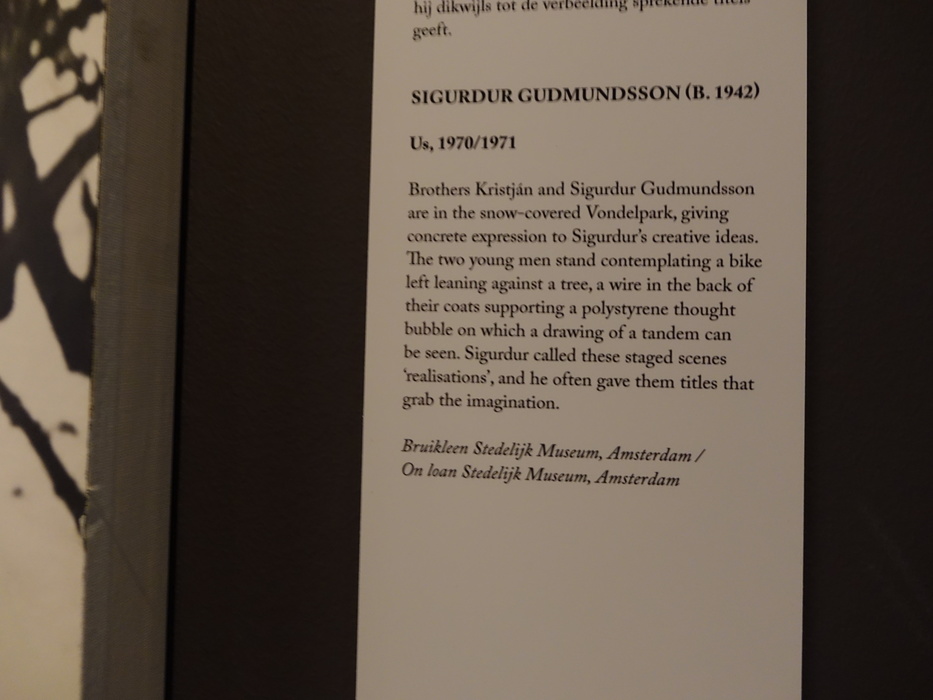 hij dikwijls tot de verbeelding sprekende titels
geeft.
SIGURDUR GUDMUNDSSON (B. 1942)
Us, 1970/1971
Brothers Kristján and Sigurdur Gudmundsson
are in the snow-covered Vondelpark, giving
concrete expression to Sigurdur's creative ideas.
The two young men stand contemplating a bike
left leaning against a tree, a wire in the back of
their coats supporting a polystyrene thought
bubble on which a drawing of a tandem can
be seen. Sigurdur called these staged scenes
‘realisations’, and he often gave them titles that
grab the imagination.
Bruikleen Stedelijk Museum, Amsterdam /
On loan Stedelijk Museum, Amsterdam